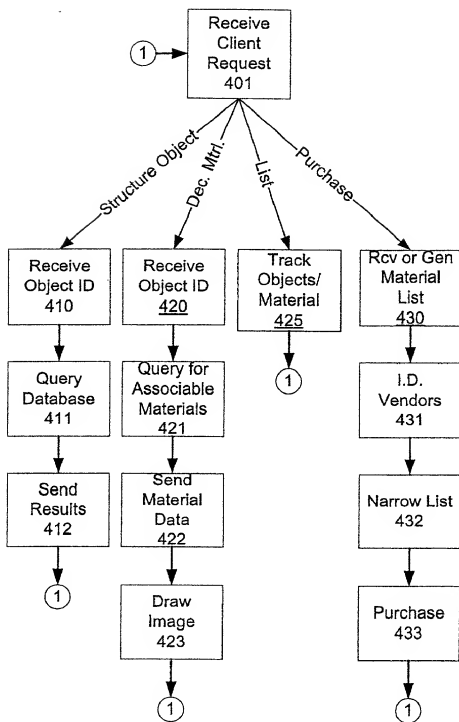 Receive
Client
Request
401
1
Structure Object
Dec. Mtrl.
List
Purchase
Receive
Object ID
410
Query
Database
411
Send
Results
412
1
Receive
Object ID
420
Query for
Associable
Materials
421
Send
Material
Data
422
Draw
Image
423
1
Track
Objects/
Material
425
1
Rcv or Gen
Material
List
430
I.D.
Vendors
431
Narrow List
432
Purchase
433
1